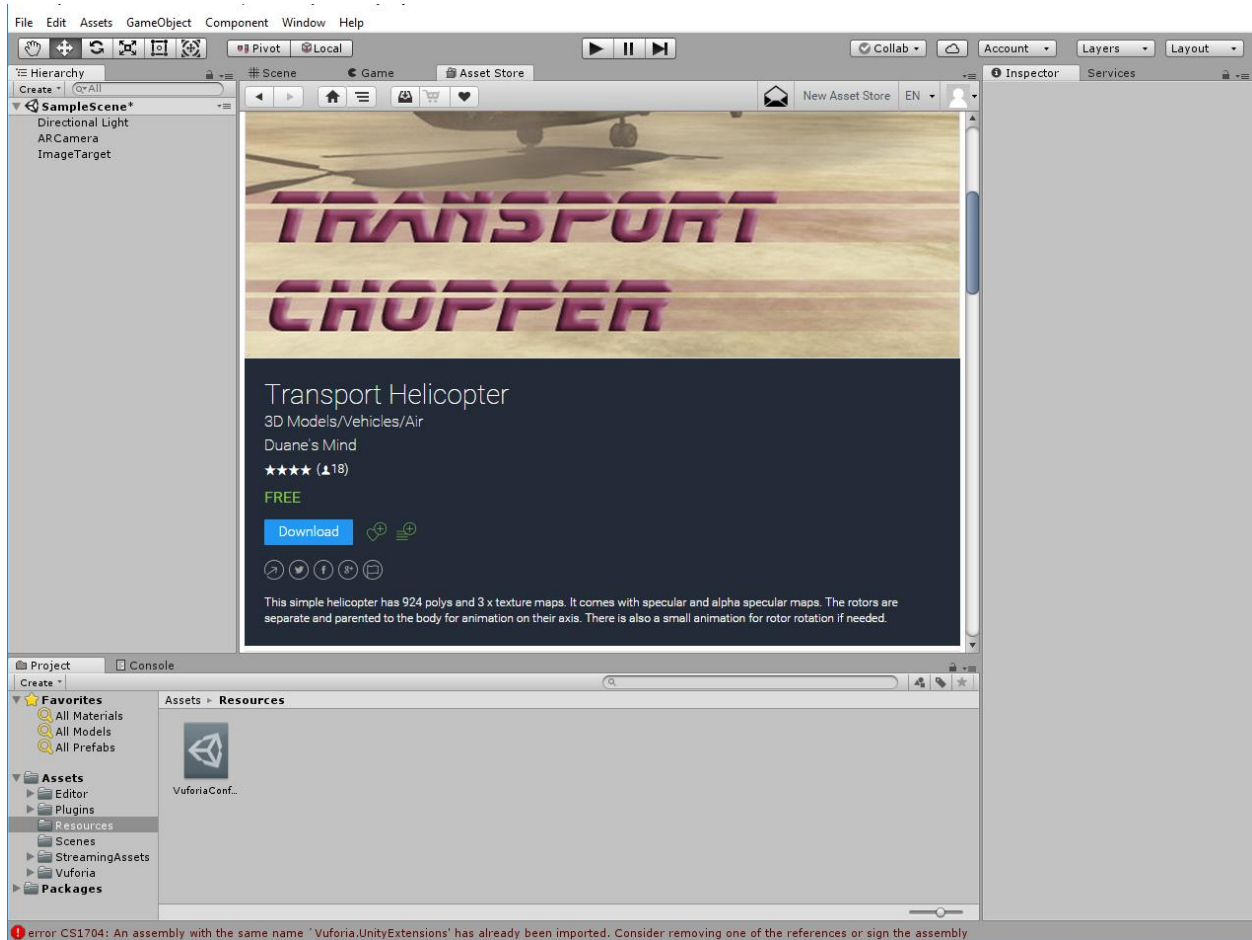 File Edit Assets GameObject Component Window Help
Pivot Local Collab Account Layers Layout
Hierarchy # Scene Game Asset Store Inspector Services
Create All
New Asset Store EN
SampleScene*
Directional Light
ARCamera
ImageTarget
TRANSPORT
CHOPPER
Transport Helicopter
3D Models/Vehicles/Air
Duane's Mind
★★★★ (18)
FREE
Download
This simple helicopter has 924 polys and 3 x texture maps. It comes with specular and alpha specular maps. The rotors are
separate and parented to the body for animation on their axis. There is also a small animation for rotor rotation if needed.
Project Console
Create
Favorites
All Materials
All Models
All Prefabs
Assets
Editor
Plugins
Resources
Scenes
StreamingAssets
Vuforia
Packages
Assets ▸ Resources
VuforiaConf...
error CS1704: An assembly with the same name `Vuforia.UnityExtensions' has already been imported. Consider removing one of the references or sign the assembly